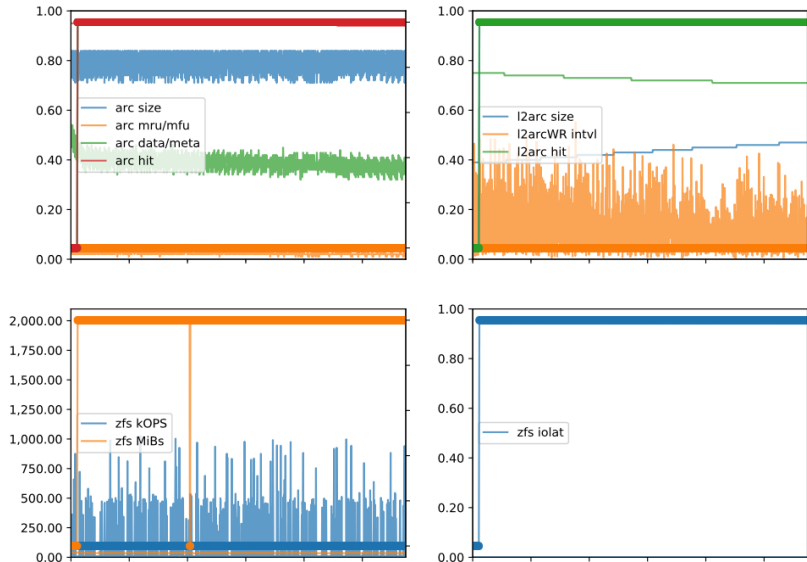 1.00
0.80
0.60
0.40
0.20
0.00
arc size
arc mru/mfu
arc data/meta
arc hit
1.00
0.80
0.60
0.40
0.20
0.00
l2arc size
l2arcWR intvl
l2arc hit
2,000.00
1,750.00
1,500.00
1,250.00
1,000.00
750.00
500.00
250.00
0.00
zfs kOPS
zfs MiBs
1.00
0.80
0.60
0.40
0.20
0.00
zfs iolat